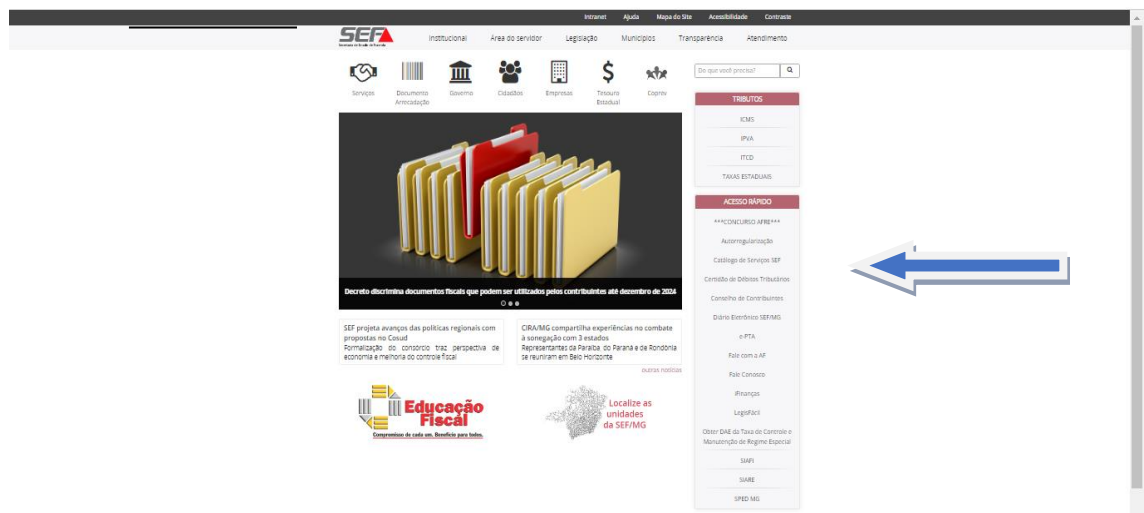 Intranet Ajuda Mapa do Site Acessibilidade Contraste
SEF
Institucional Área do servidor Legislação Municípios Transparência Atendimento
Serviços
Documento
Arrecadação
Governo
Cidadãos
Empresas
Tesouro
Estadual
Coprev
De que você precisa?
TRIBUTOS
ICMS
IPVA
ITCD
TAXAS ESTADUAIS
Decreto discrimina documentos fiscais que podem ser utilizados pelos contribuintes até dezembro de 2024
ACESSO RÁPIDO
***CONCURSO AFRE***
Autorregularização
Catálogo de Serviços SEF
Certidão de Débitos Tributários
Conselho de Contribuintes
Diário Eletrônico SEF/MG
e-PTA
Fale com a AF
Fale Conosco
iFinanças
LegisFácil
Obter DAE da Taxa de Controle e
Manutenção de Regime Especial
SIAFI
SIARE
SPED MG
SEF projeta avanços das políticas regionais com
propostas no Cosud
Formalização do consórcio traz perspectiva de
economia e melhoria do controle fiscal
CIRA/MG compartilha experiências no combate
à sonegação com 3 estados
Representantes da Paraíba, do Paraná e de Rondônia
se reuniram em Belo Horizonte
outras notícias
Educação
Fiscal
Compromisso de cada um. Benefício para todos.
Localize as
unidades
da SEF/MG